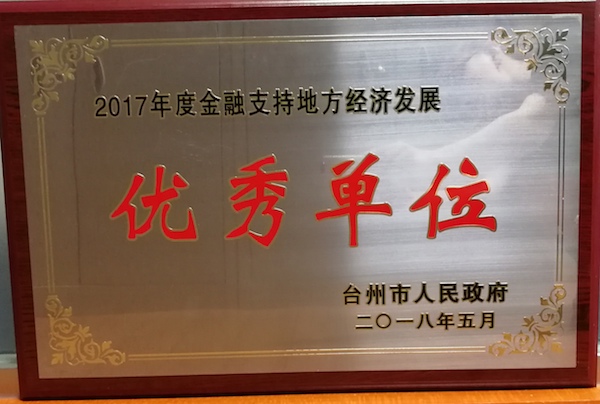 2017年度金融支持地方经济发展
优秀单位
台州市人民政府
二〇一八年五月